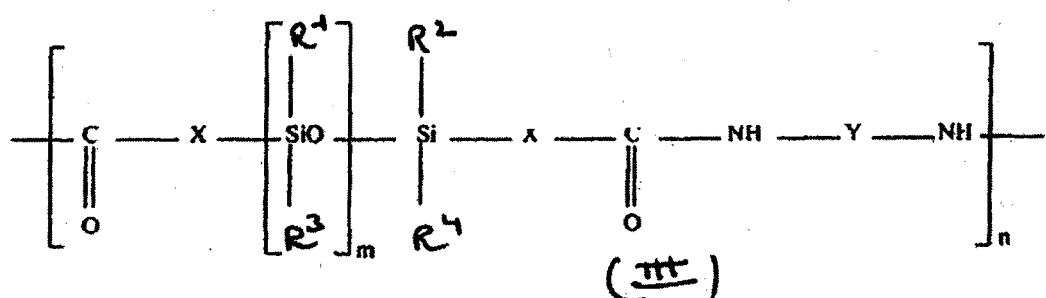 R1 R2
C X SiO Si X C NH Y NH
O R3 m R4 O n
(III)